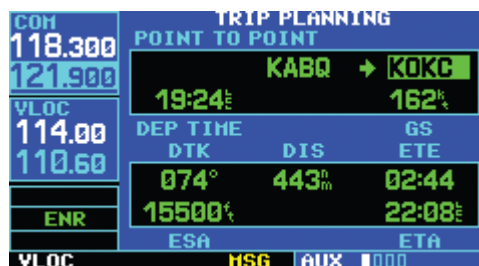 COM
118.300
121.900
VLOC
114.00
110.60
ENR
VLOC
TRIP PLANNING
POINT TO POINT
KABQ → KOKC
19:24 162
DEP TIME GS
DTK DIS ETE
074° 443 02:44
15500 22:08
ESA ETA
MSG AUX